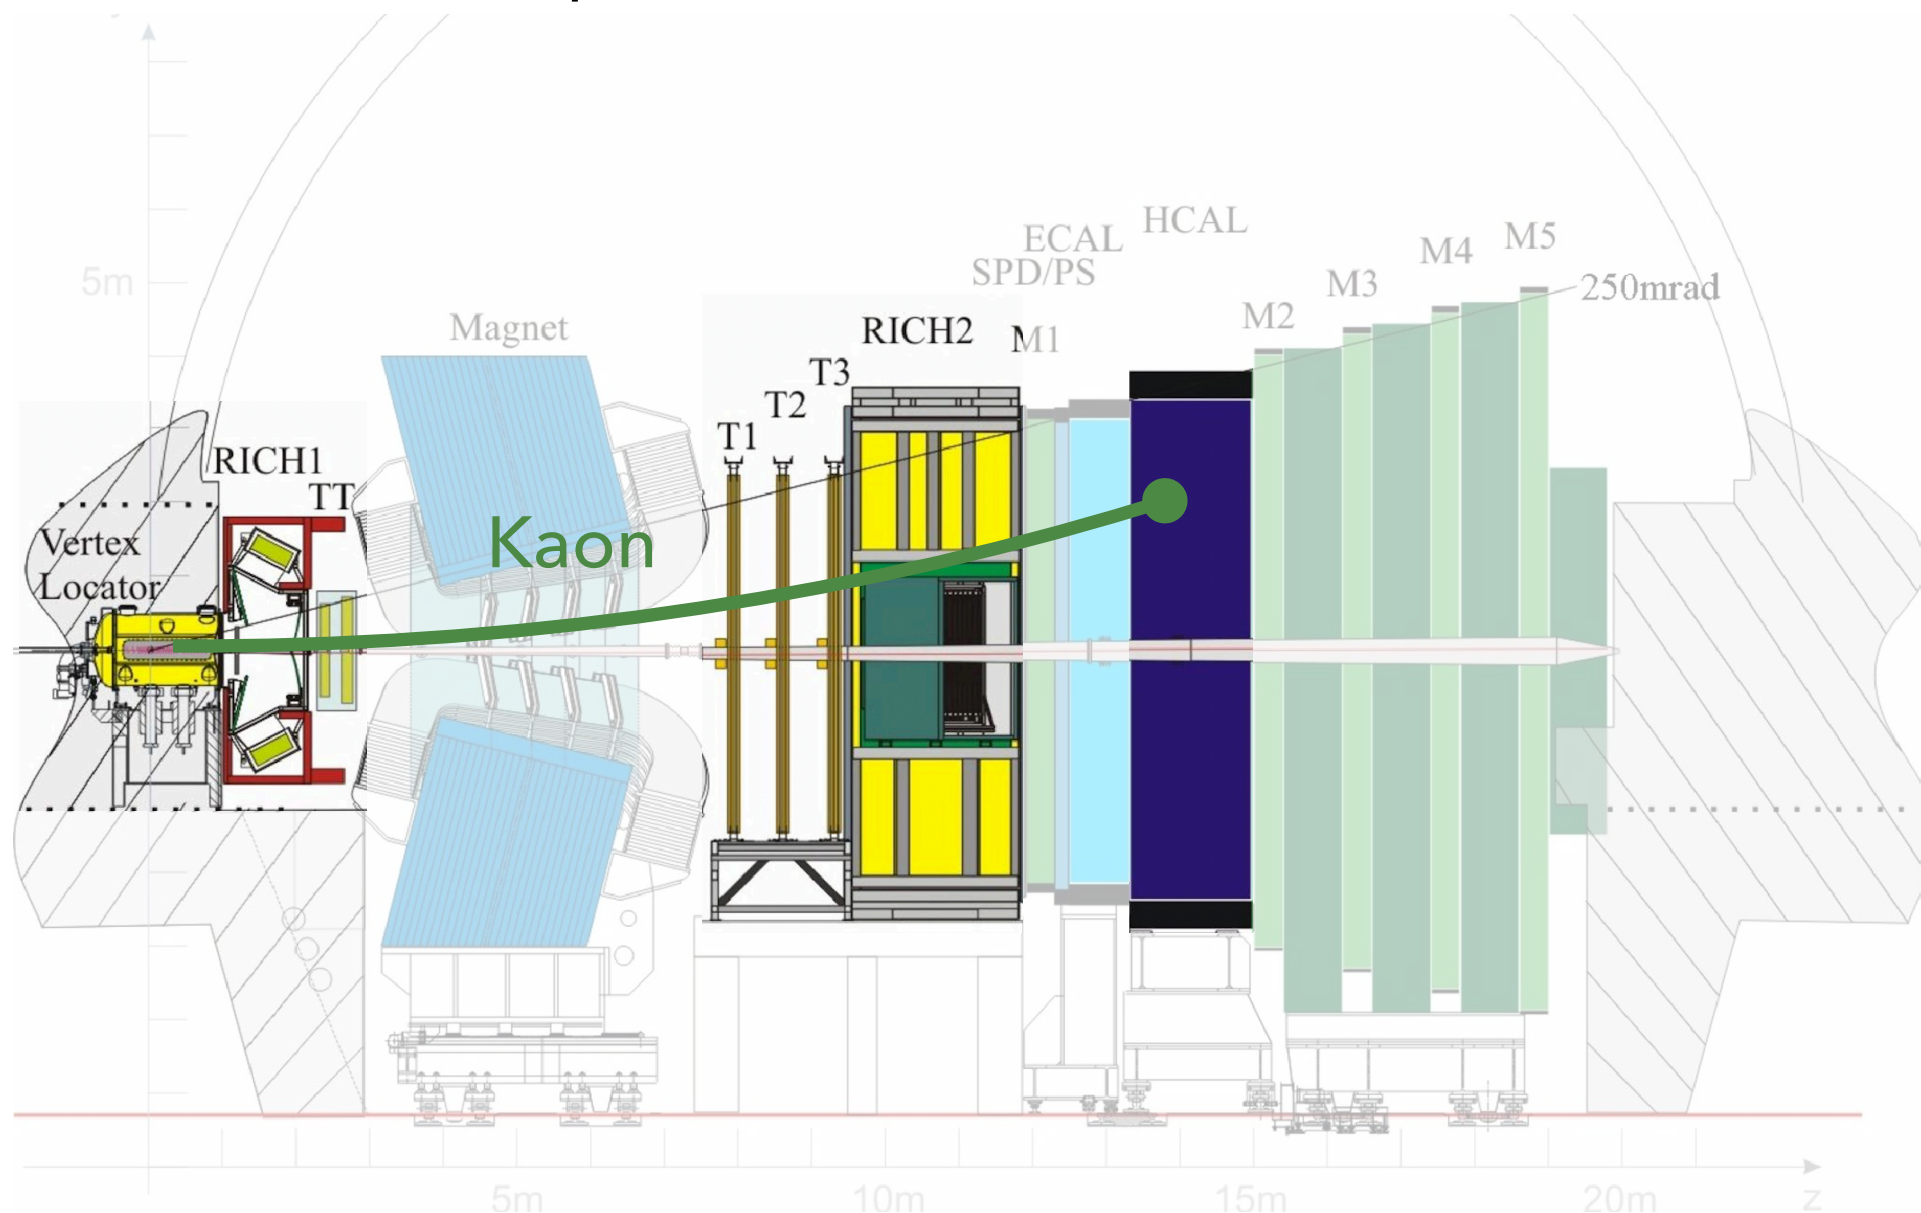 HCAL
ECAL
SPD/PS
M5
M4
M3
M2
250mrad
5m
Magnet
RICH2
M1
T3
T2
T1
RICH1
TT
Vertex
Locator
Kaon
5m
10m
15m
20m
z